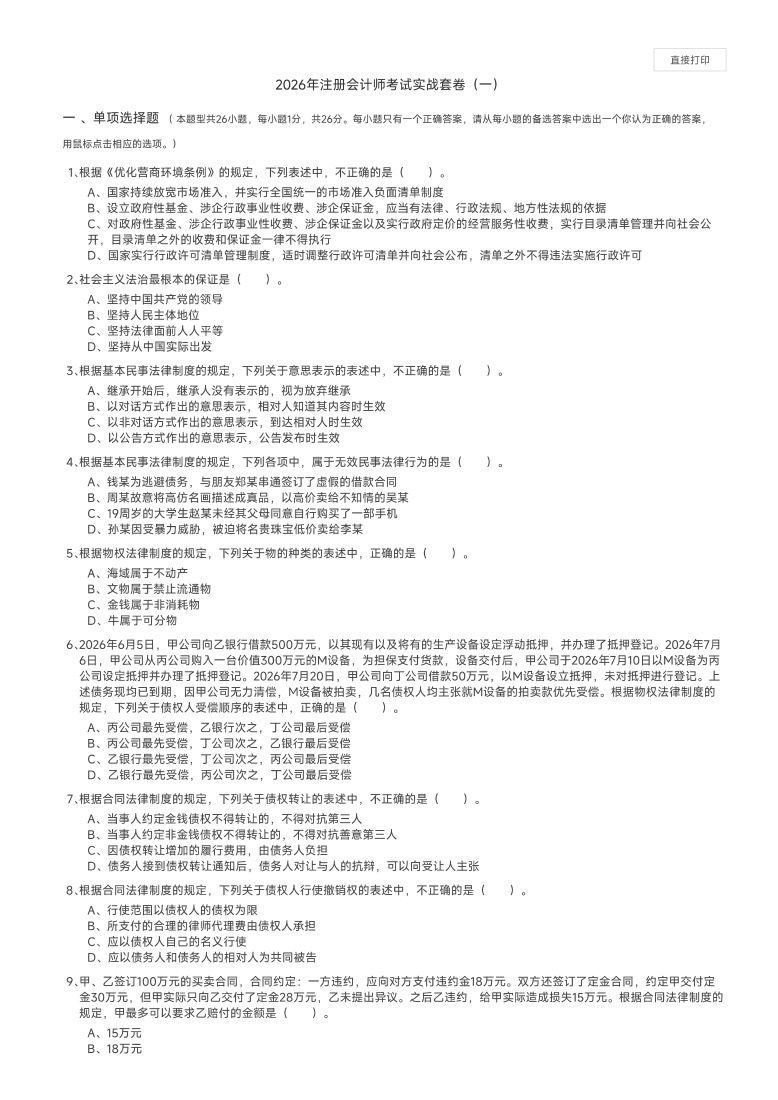 直接打印
2026年注册会计师考试实战套卷（一）
一 、单项选择题 （ 本题型共26小题，每小题1分，共26分。每小题只有一个正确答案，请从每小题的备选答案中选出一个你认为正确的答案，
用鼠标点击相应的选项。）
1、根据《优化营商环境条例》的规定，下列表述中，不正确的是（　　）。
A、国家持续放宽市场准入，并实行全国统一的市场准入负面清单制度
B、设立政府性基金、涉企行政事业性收费、涉企保证金，应当有法律、行政法规、地方性法规的依据
C、对政府性基金、涉企行政事业性收费、涉企保证金以及实行政府定价的经营服务性收费，实行目录清单管理并向社会公
开，目录清单之外的收费和保证金一律不得执行
D、国家实行行政许可清单管理制度，适时调整行政许可清单并向社会公布，清单之外不得违法实施行政许可
2、社会主义法治最根本的保证是（　　）。
A、坚持中国共产党的领导
B、坚持人民主体地位
C、坚持法律面前人人平等
D、坚持从中国实际出发
3、根据基本民事法律制度的规定，下列关于意思表示的表述中，不正确的是（　　）。
A、继承开始后，继承人没有表示的，视为放弃继承
B、以对话方式作出的意思表示，相对人知道其内容时生效
C、以非对话方式作出的意思表示，到达相对人时生效
D、以公告方式作出的意思表示，公告发布时生效
4、根据基本民事法律制度的规定，下列各项中，属于无效民事法律行为的是（　　）。
A、钱某为逃避债务，与朋友郑某串通签订了虚假的借款合同
B、周某故意将高仿名画描述成真品，以高价卖给不知情的吴某
C、19周岁的大学生赵某未经其父母同意自行购买了一部手机
D、孙某因受暴力威胁，被迫将名贵珠宝低价卖给李某
5、根据物权法律制度的规定，下列关于物的种类的表述中，正确的是（　　）。
A、海域属于不动产
B、文物属于禁止流通物
C、金钱属于非消耗物
D、牛属于可分物
6、2026年6月5日，甲公司向乙银行借款500万元，以其现有以及将有的生产设备设定浮动抵押，并办理了抵押登记。2026年7月
6日，甲公司从丙公司购入一台价值300万元的M设备，为担保支付货款，设备交付后，甲公司于2026年7月10日以M设备为丙
公司设定抵押并办理了抵押登记。2026年7月20日，甲公司向丁公司借款50万元，以M设备设立抵押，未对抵押进行登记。上
述债务现均已到期，因甲公司无力清偿，M设备被拍卖，几名债权人均主张就M设备的拍卖款优先受偿。根据物权法律制度的
规定，下列关于债权人受偿顺序的表述中，正确的是（　　）。
A、丙公司最先受偿，乙银行次之，丁公司最后受偿
B、丙公司最先受偿，丁公司次之，乙银行最后受偿
C、乙银行最先受偿，丁公司次之，丙公司最后受偿
D、乙银行最先受偿，丙公司次之，丁公司最后受偿
7、根据合同法律制度的规定，下列关于债权转让的表述中，不正确的是（　　）。
A、当事人约定金钱债权不得转让的，不得对抗第三人
B、当事人约定非金钱债权不得转让的，不得对抗善意第三人
C、因债权转让增加的履行费用，由债务人负担
D、债务人接到债权转让通知后，债务人对让与人的抗辩，可以向受让人主张
8、根据合同法律制度的规定，下列关于债权人行使撤销权的表述中，不正确的是（　　）。
A、行使范围以债权人的债权为限
B、所支付的合理的律师代理费由债权人承担
C、应以债权人自己的名义行使
D、应以债务人和债务人的相对人为共同被告
9、甲、乙签订100万元的买卖合同，合同约定：一方违约，应向对方支付违约金18万元。双方还签订了定金合同，约定甲交付定
金30万元，但甲实际只向乙交付了定金28万元，乙未提出异议。之后乙违约，给甲实际造成损失15万元。根据合同法律制度的
规定，甲最多可以要求乙赔付的金额是（　　）。
A、15万元
B、18万元